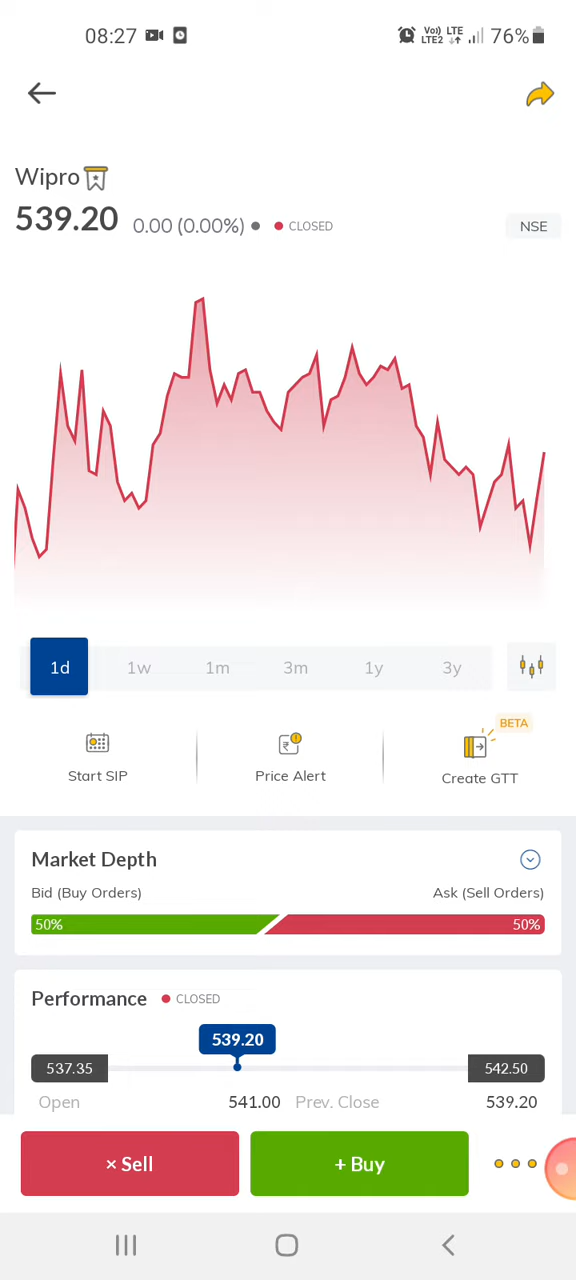 08:27 Vo) LTE LTE2 76%
Wipro
539.20 0.00 (0.00%) CLOSED NSE
1d 1w 1m 3m 1y 3y
BETA
Start SIP Price Alert Create GTT
Market Depth
Bid (Buy Orders) Ask (Sell Orders)
50% 50%
Performance CLOSED
539.20
537.35 542.50
Open 541.00 Prev. Close 539.20
× Sell + Buy